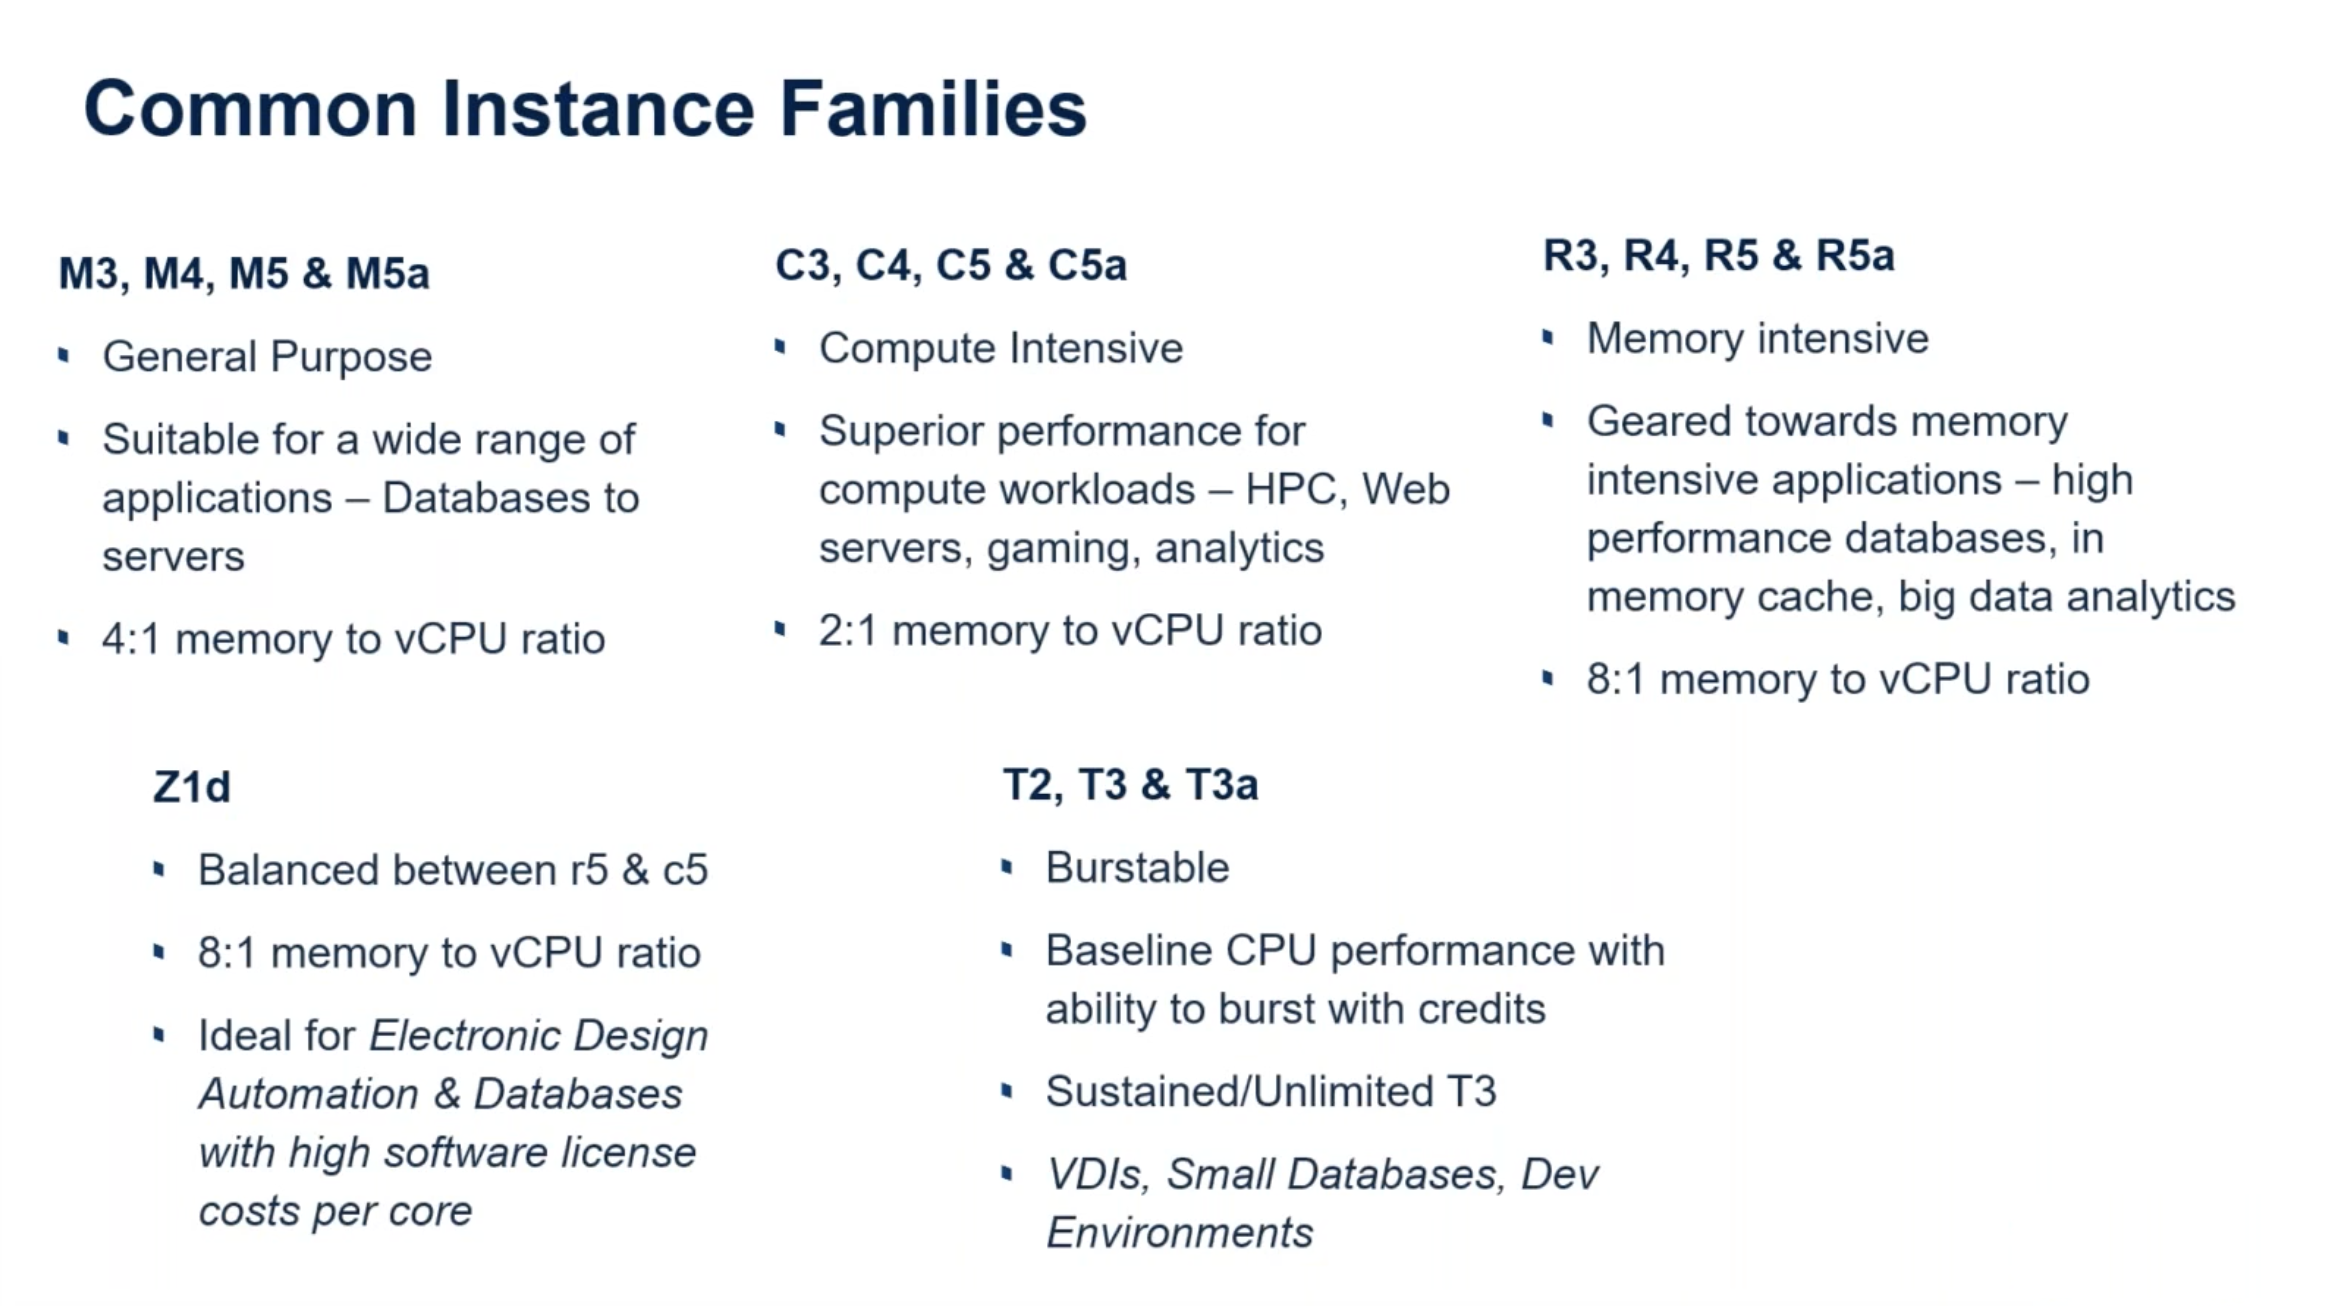 Common Instance Families
M3, M4, M5 & M5a
▪ General Purpose
▪ Suitable for a wide range of
applications – Databases to
servers
▪ 4:1 memory to vCPU ratio
C3, C4, C5 & C5a
▪ Compute Intensive
▪ Superior performance for
compute workloads – HPC, Web
servers, gaming, analytics
▪ 2:1 memory to vCPU ratio
R3, R4, R5 & R5a
▪ Memory intensive
▪ Geared towards memory
intensive applications – high
performance databases, in
memory cache, big data analytics
▪ 8:1 memory to vCPU ratio
Z1d
▪ Balanced between r5 & c5
▪ 8:1 memory to vCPU ratio
▪ Ideal for Electronic Design
Automation & Databases
with high software license
costs per core
T2, T3 & T3a
▪ Burstable
▪ Baseline CPU performance with
ability to burst with credits
▪ Sustained/Unlimited T3
▪ VDIs, Small Databases, Dev
Environments